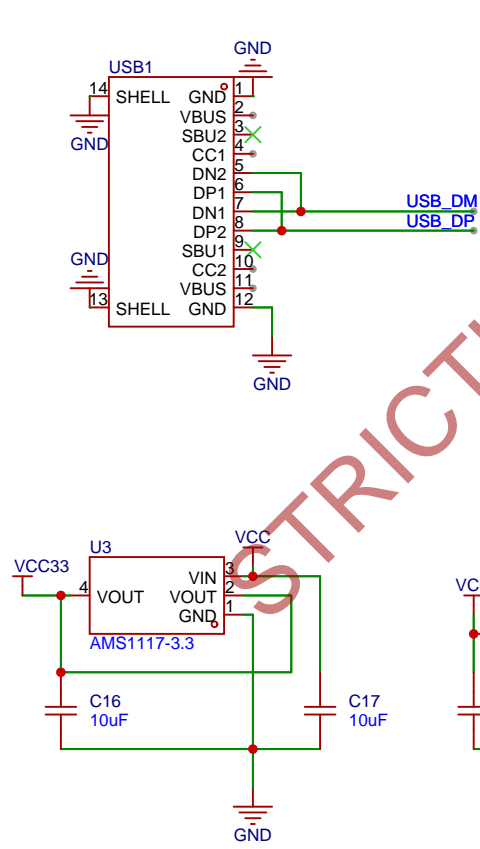 GND
USB1
14 SHELL GND 1
VBUS 2
GND SBU2 3
CC1 4
DN2 5
DP1 6
DN1 7 USB_DM
DP2 8 USB_DP
SBU1 9
GND CC2 10
VBUS 11
13 SHELL GND 12
GND
STRICT
VCC
U3
VCC33
VIN 3
4 VOUT VOUT 2
GND 1
AMS1117-3.3
VC
C16
10uF
C17
10uF
GND